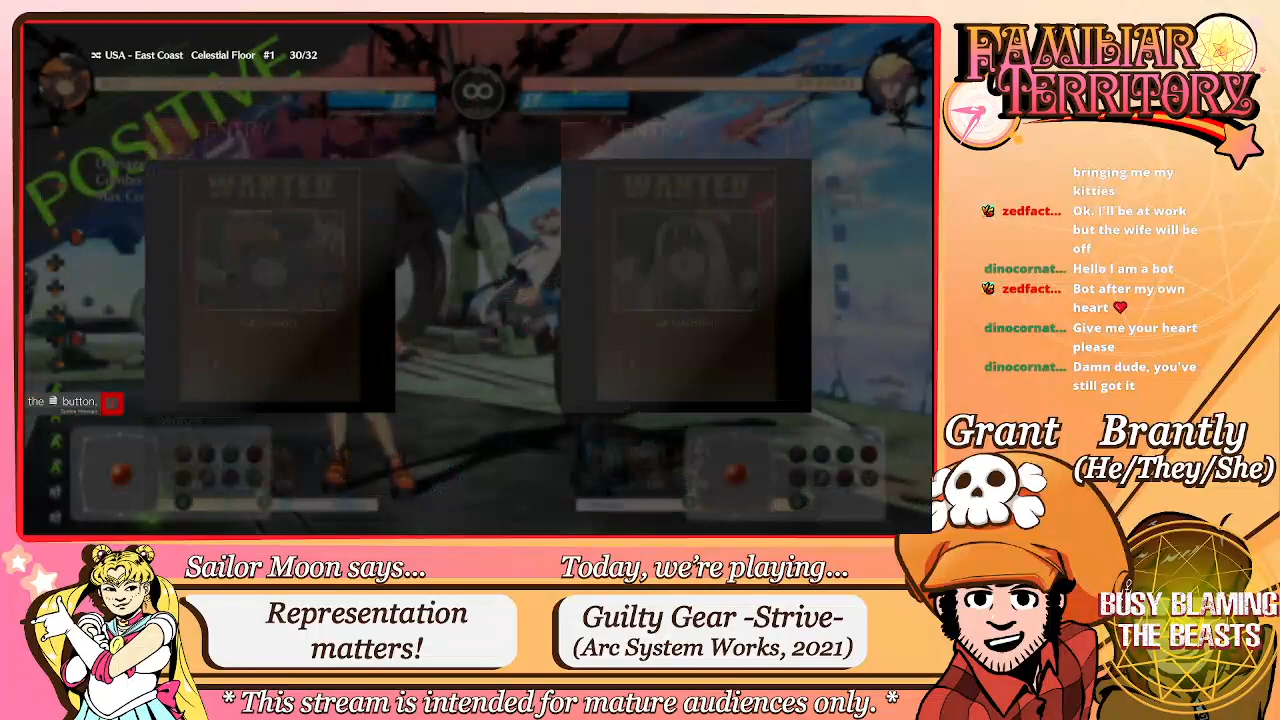 USA - East Coast Celestial Floor #1 30/32
POSITIVE
ENTRY
ENTRY
WANTED
WANTED
the button.
FAMILIAR
TERRITORY
bringing me my
kitties
zedfact... Ok. I'll be at work
but the wife will be
off
dinocornat... Hello I am a bot
zedfact... Bot after my own
heart ❤
dinocornat... Give me your heart
please
dinocornat... Damn dude, you've
still got it
Grant
Brantly
(He/They/She)
BUSY BLAMING
THE BEASTS
Sailor Moon says...
Representation
matters!
Today, we're playing...
Guilty Gear -Strive-
(Arc System Works, 2021)
* This stream is intended for mature audiences only. *